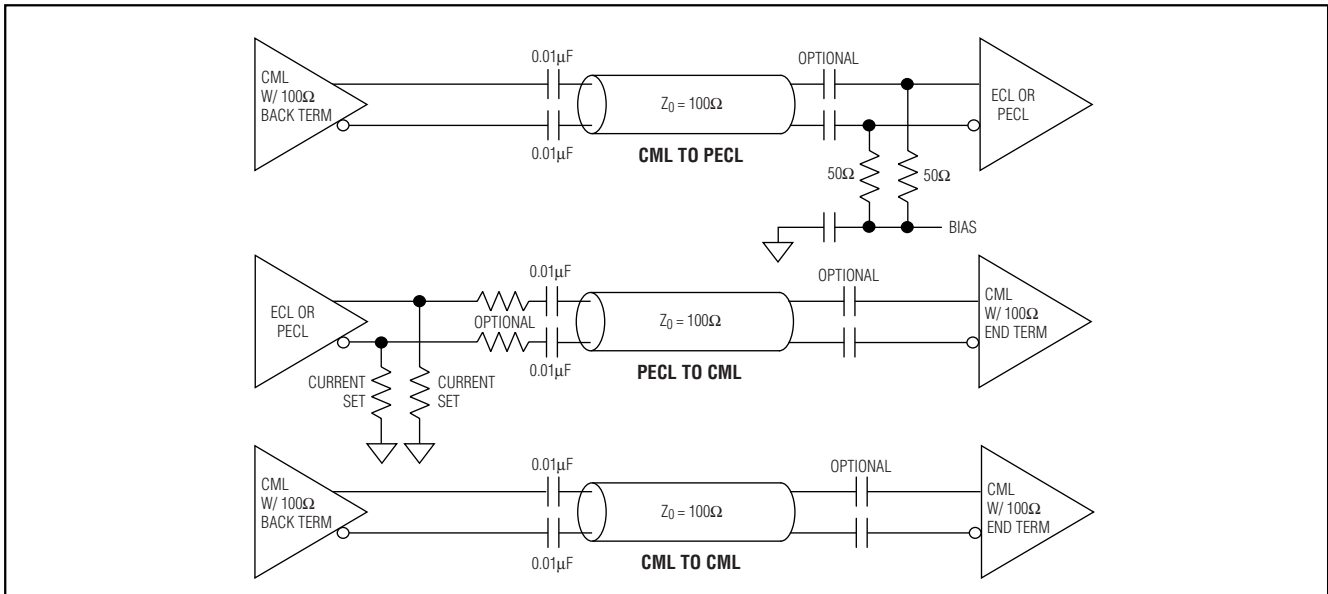 0.01µF
OPTIONAL
CML
W/ 100Ω
BACK TERM
Z0 = 100Ω
ECL OR
PECL
0.01µF
CML TO PECL
50Ω
50Ω
BIAS
0.01µF
OPTIONAL
ECL OR
PECL
OPTIONAL
Z0 = 100Ω
CML
W/ 100Ω
END TERM
0.01µF
PECL TO CML
CURRENT
SET
CURRENT
SET
0.01µF
OPTIONAL
CML
W/ 100Ω
BACK TERM
Z0 = 100Ω
CML
W/ 100Ω
END TERM
0.01µF
CML TO CML